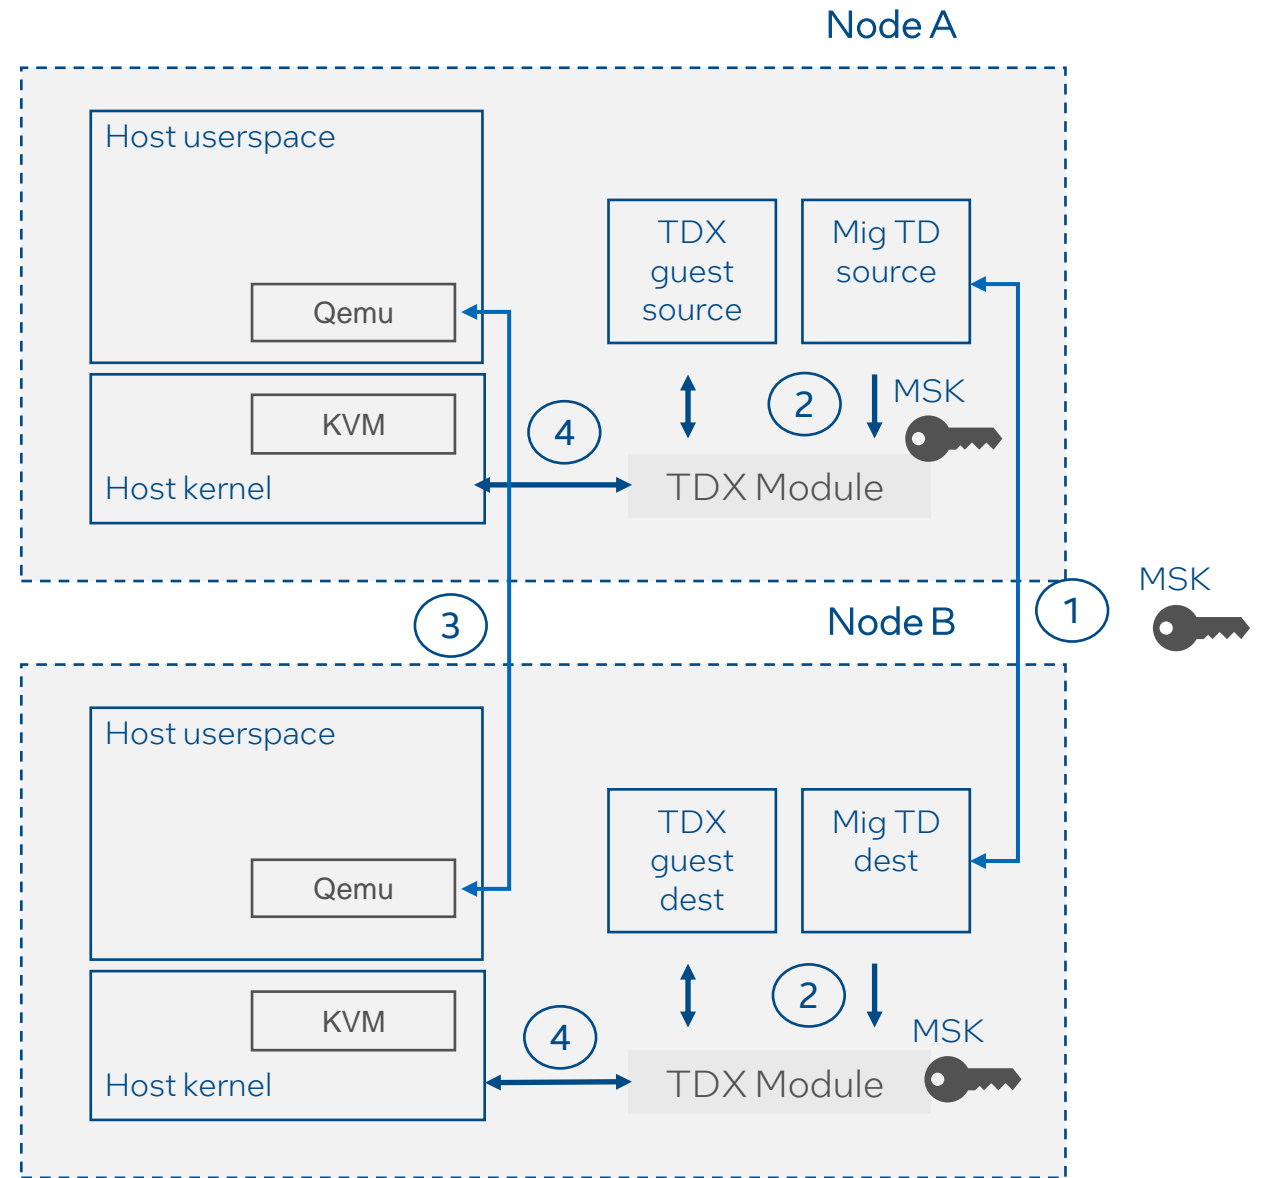 Node A
Host userspace
Qemu
KVM
Host kernel
TDX
guest
source
Mig TD
source
2
MSK
4
TDX Module
3
Node B
1
MSK
Host userspace
Qemu
KVM
Host kernel
TDX
guest
dest
Mig TD
dest
2
MSK
4
TDX Module